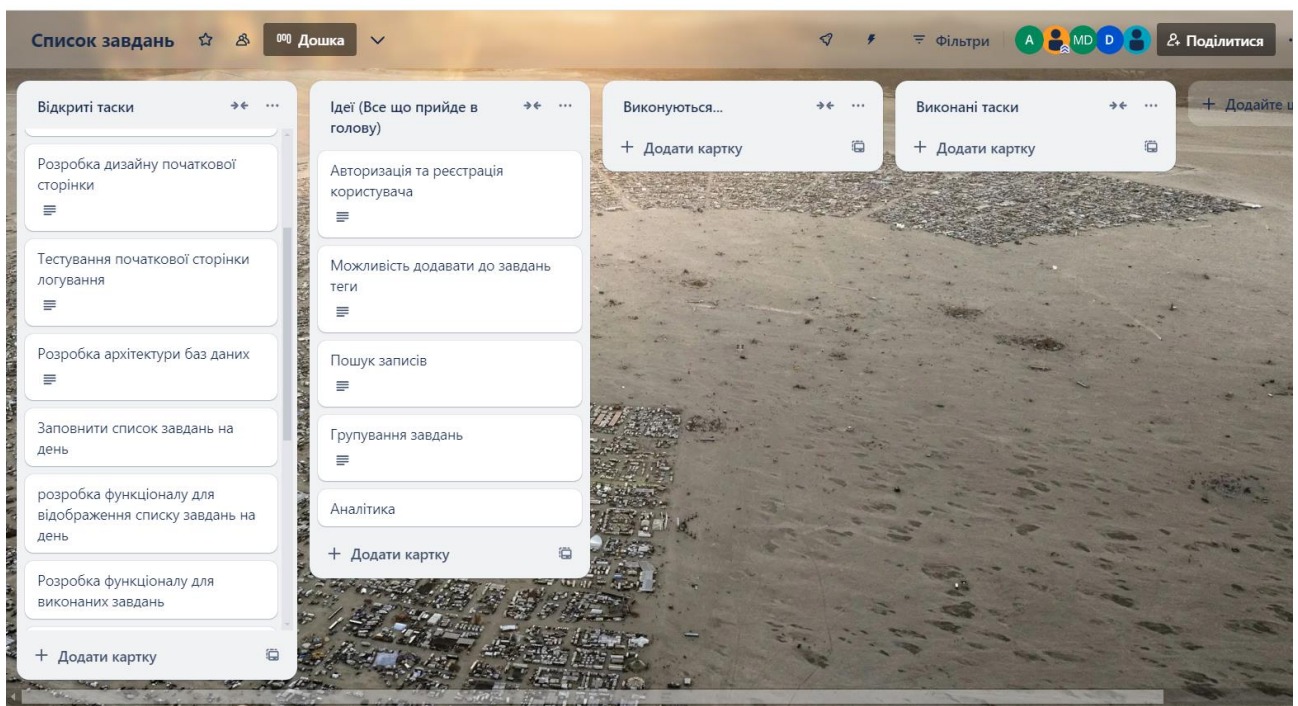 Список завдань
Дошка
Фільтри
A
MD
D
Поділитися
Відкриті таски
Розробка дизайну початкової
сторінки
Тестування початкової сторінки
логування
Розробка архітектури баз даних
Заповнити список завдань на
день
розробка функціоналу для
відображення списку завдань на
день
Розробка функціоналу для
виконаних завдань
+ Додати картку
Ідеї (Все що прийде в
голову)
Авторизація та реєстрація
користувача
Можливість додавати до завдань
теги
Пошук записів
Групування завдань
Аналітика
+ Додати картку
Виконуються...
+ Додати картку
Виконані таски
+ Додати картку
+ Додайте